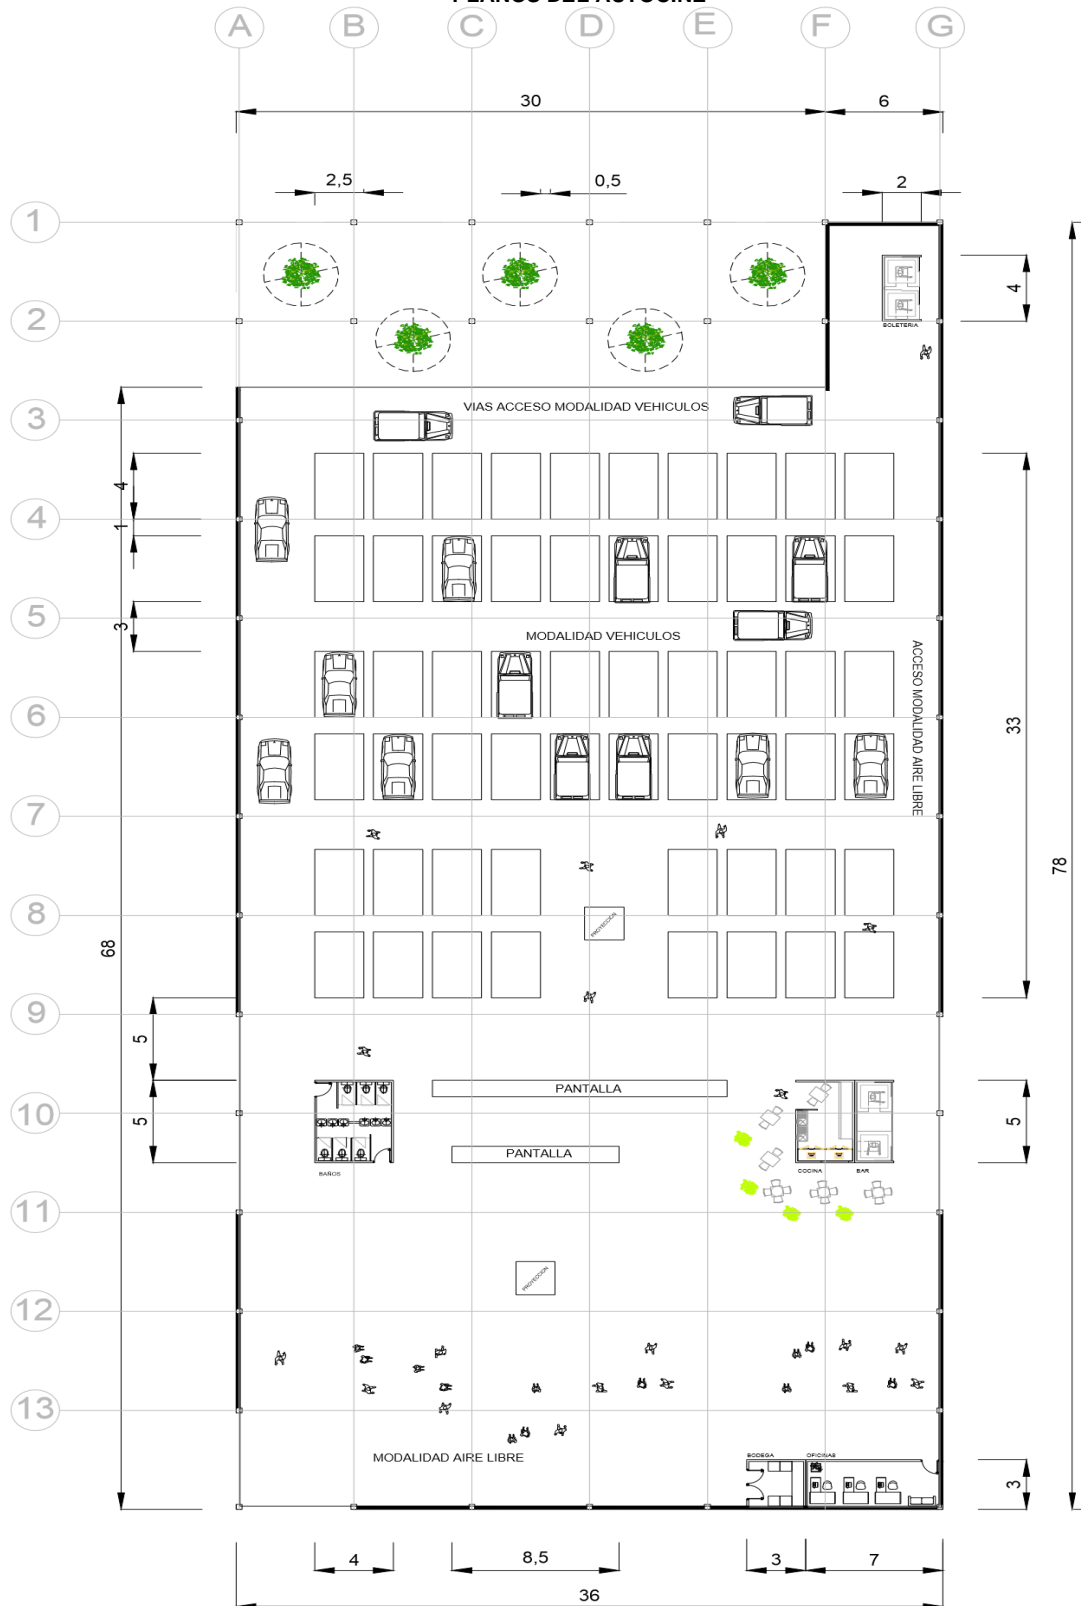 PLANOS DEL AUTOCINE
A B C D E F G
30 6
2,5 0,5 2
1
4
2
BOLETERIA
3
VIAS ACCESO MODALIDAD VEHICULOS
4
4
1
5
3
MODALIDAD VEHICULOS
ACCESO MODALIDAD AIRE LIBRE
6
33
7
78
8
PROYECCION
68
9
5
PANTALLA
10
5
5
PANTALLA
BAÑOS
COCINA BAR
11
PROYECCION
12
13
MODALIDAD AIRE LIBRE
BODEGA OFICINAS
3
4 8,5 3 7
36